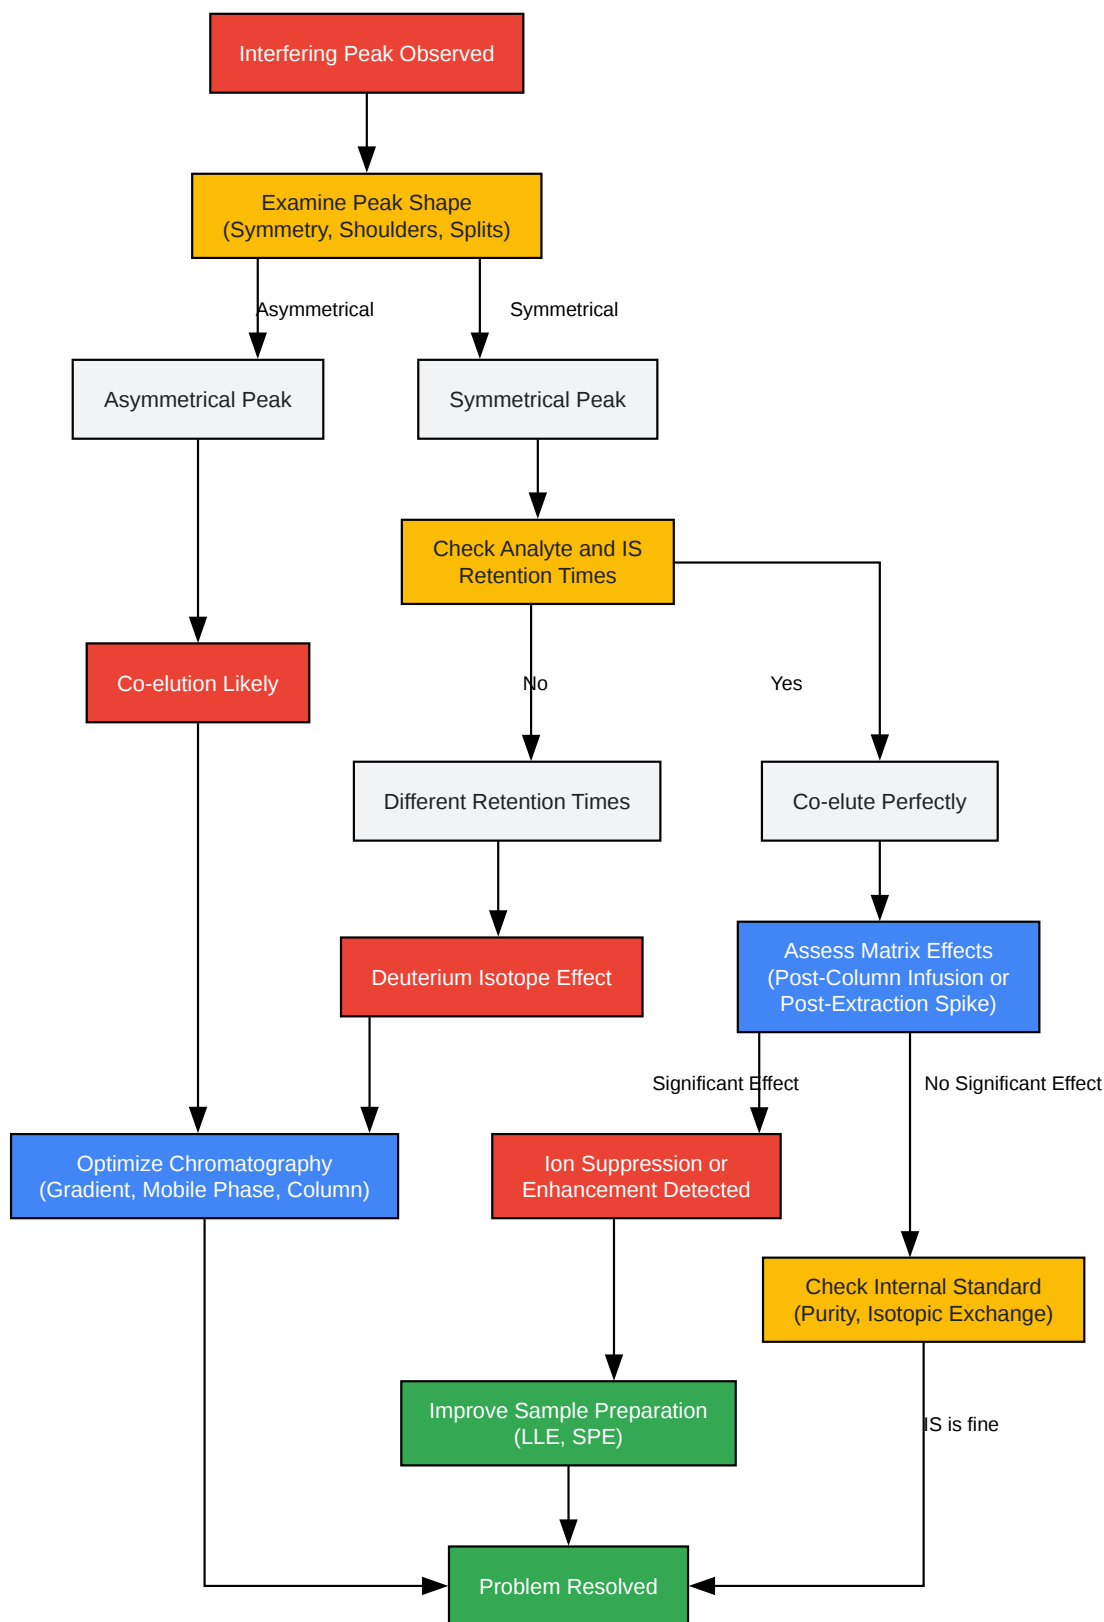 Interfering Peak Observed
Examine Peak Shape
(Symmetry, Shoulders, Splits)
Asymmetrical
Symmetrical
Asymmetrical Peak
Symmetrical Peak
Check Analyte and IS
Retention Times
Co-elution Likely
No
Yes
Different Retention Times
Co-elute Perfectly
Assess Matrix Effects
(Post-Column Infusion or
Post-Extraction Spike)
Deuterium Isotope Effect
Significant Effect
No Significant Effect
Optimize Chromatography
(Gradient, Mobile Phase, Column)
Ion Suppression or
Enhancement Detected
Check Internal Standard
(Purity, Isotopic Exchange)
Improve Sample Preparation
(LLE, SPE)
IS is fine
Problem Resolved